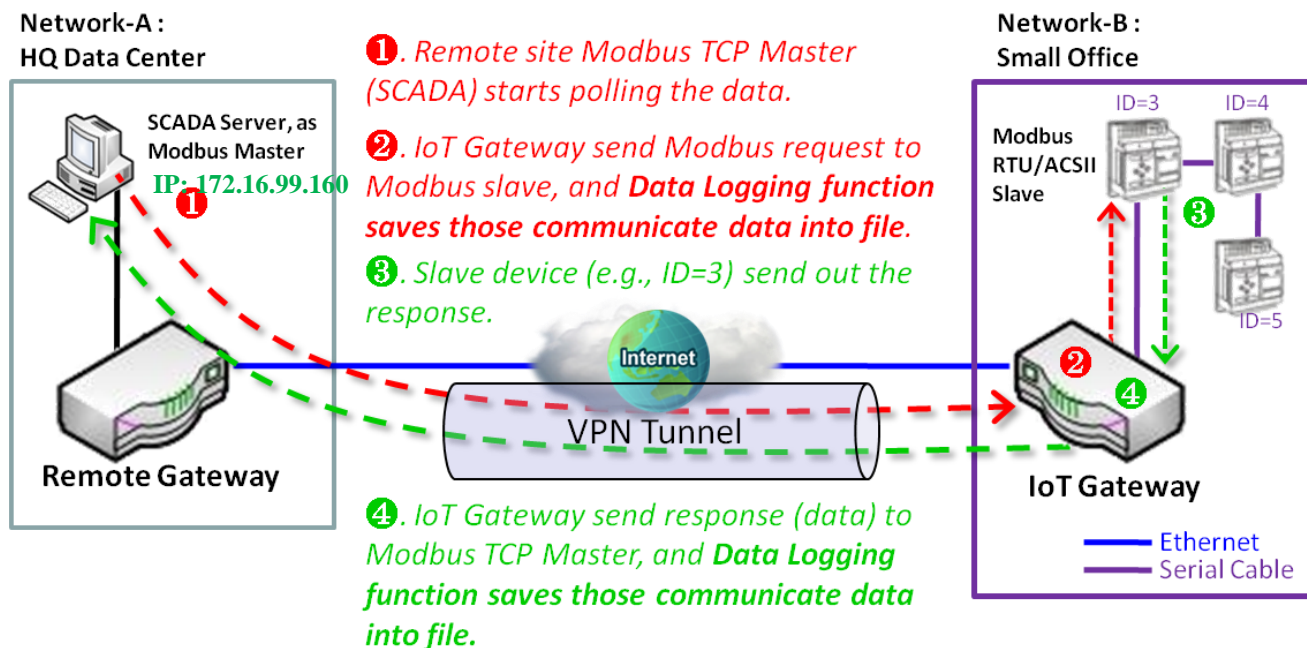 Network-A :
HQ Data Center
SCADA Server, as
Modbus Master
IP: 172.16.99.160
❶
Remote Gateway
❶. Remote site Modbus TCP Master
(SCADA) starts polling the data.
❷. IoT Gateway send Modbus request to
Modbus slave, and Data Logging function
saves those communicate data into file.
❸. Slave device (e.g., ID=3) send out the
response.
Internet
VPN Tunnel
❹. IoT Gateway send response (data) to
Modbus TCP Master, and Data Logging
function saves those communicate data
into file.
Network-B :
Small Office
ID=3
ID=4
Modbus
RTU/ACSII
Slave
❸
ID=5
❷
❹
IoT Gateway
Ethernet
Serial Cable